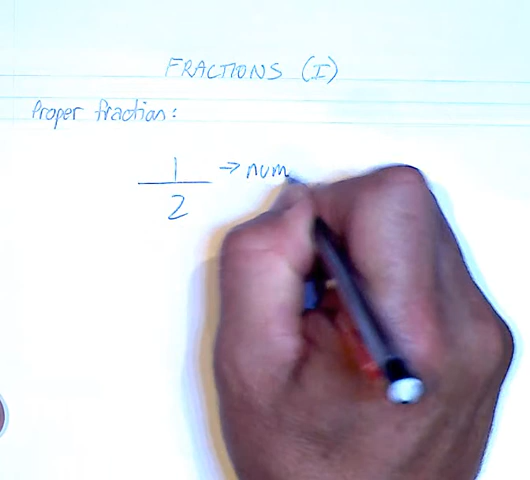 FRACTIONS (I)
Proper fraction:
1 → num
2